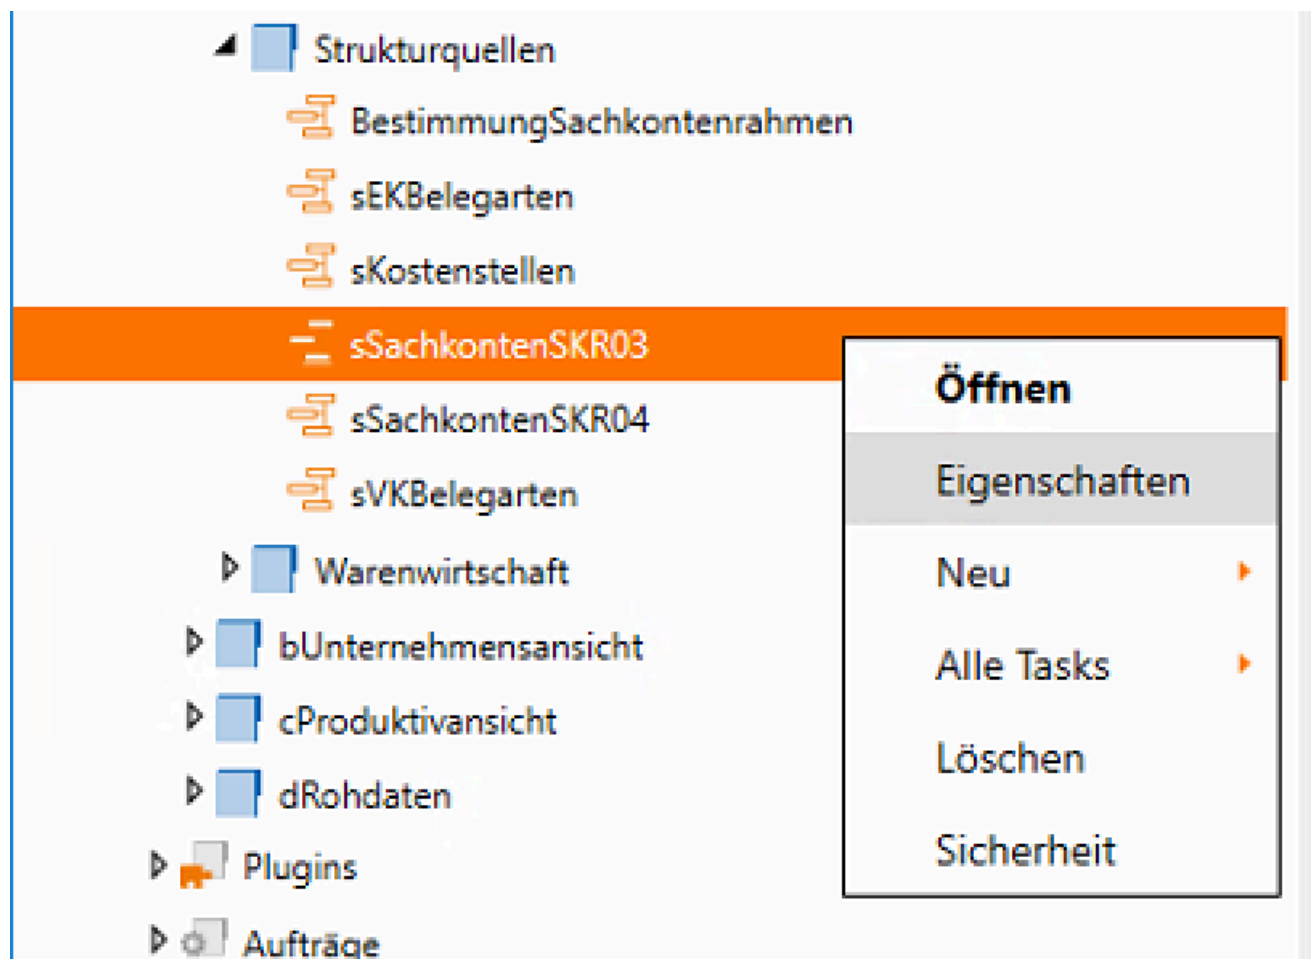 Strukturquellen
BestimmungSachkontenrahmen
sEKBelegarten
sKostenstellen
sSachkontenSKR03
sSachkontenSKR04
sVKBelegarten
Warenwirtschaft
bUnternehmensansicht
cProduktivansicht
dRohdaten
Plugins
Aufträge
Öffnen
Eigenschaften
Neu
Alle Tasks
Löschen
Sicherheit